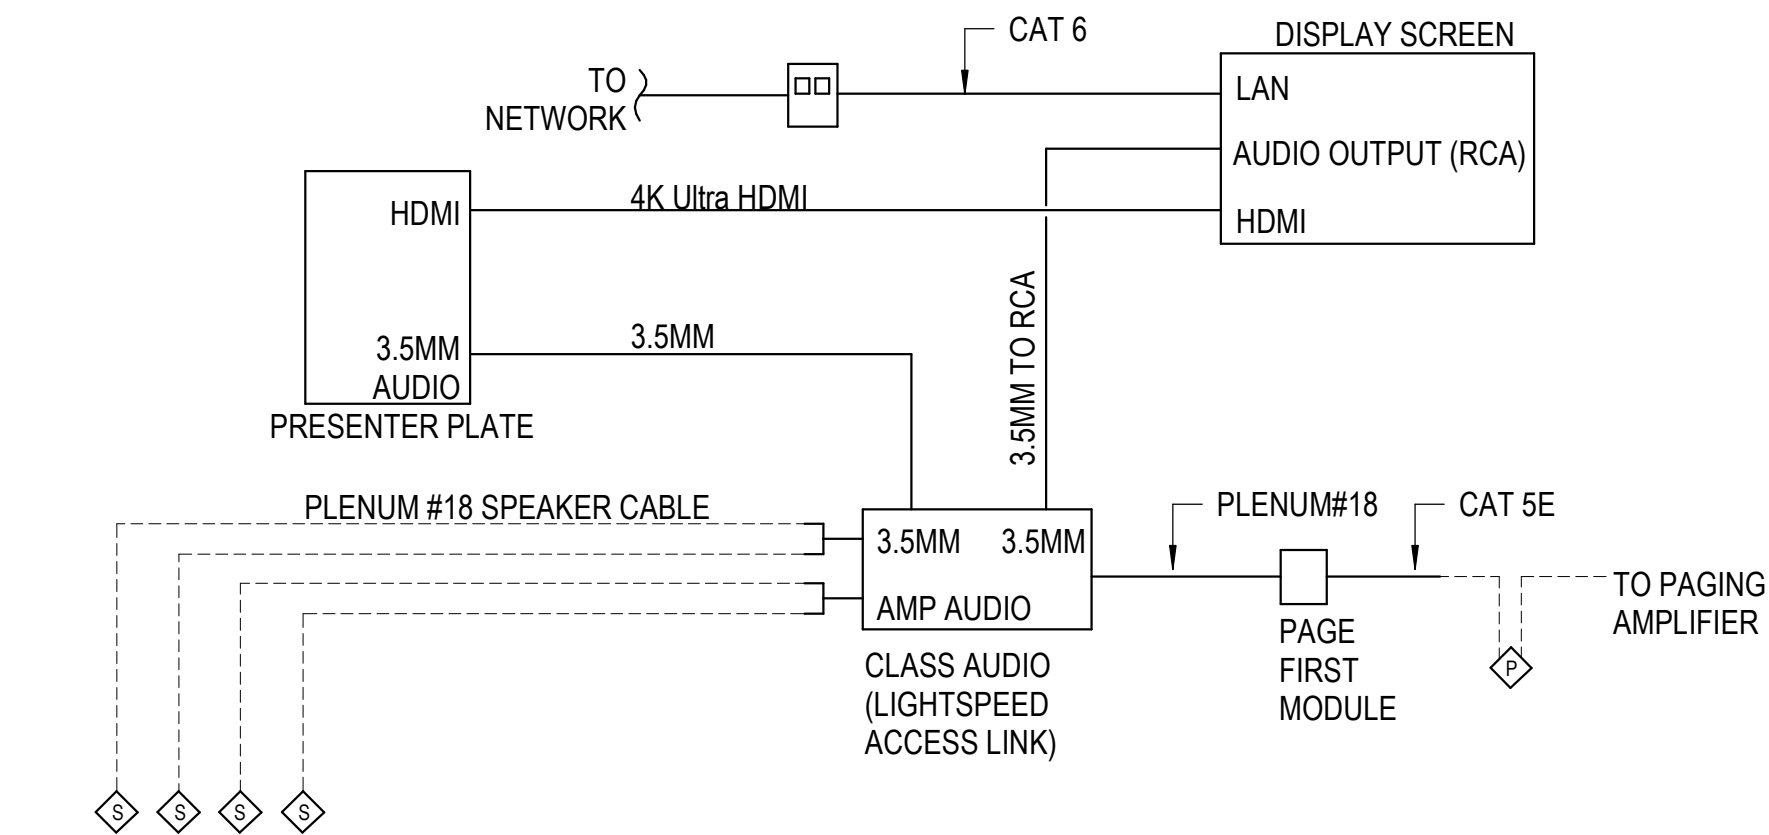 CAT 6
DISPLAY SCREEN
TO
NETWORK
LAN
AUDIO OUTPUT (RCA)
HDMI
HDMI
4K Ultra HDMI
3.5MM
AUDIO
PRESENTER PLATE
3.5MM
3.5MM TO RCA
PLENUM #18 SPEAKER CABLE
3.5MM
3.5MM
AMP AUDIO
CLASS AUDIO
(LIGHTSPEED
ACCESS LINK)
PLENUM#18
CAT 5E
PAGE
FIRST
MODULE
TO PAGING
AMPLIFIER
P
S
S
S
S